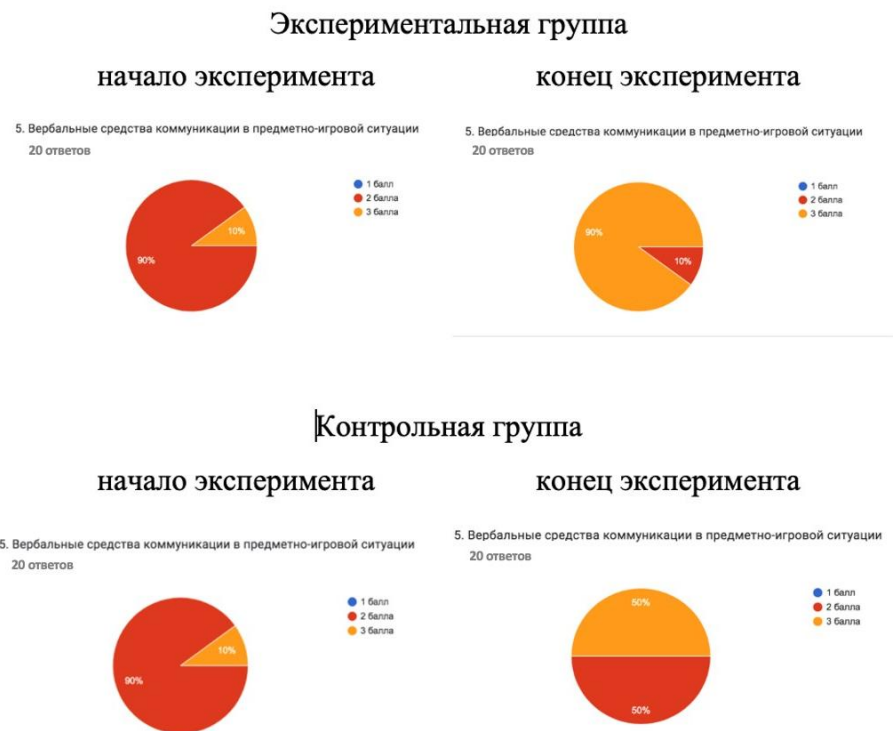 Экспериментальная группа
начало эксперимента
конец эксперимента
5. Вербальные средства коммуникации в предметно-игровой ситуации
20 ответов
1 балл
2 балла
3 балла
10%
90%
5. Вербальные средства коммуникации в предметно-игровой ситуации
20 ответов
1 балл
2 балла
3 балла
90%
10%
Контрольная группа
начало эксперимента
конец эксперимента
5. Вербальные средства коммуникации в предметно-игровой ситуации
20 ответов
1 балл
2 балла
3 балла
10%
90%
5. Вербальные средства коммуникации в предметно-игровой ситуации
20 ответов
1 балл
2 балла
3 балла
50%
50%